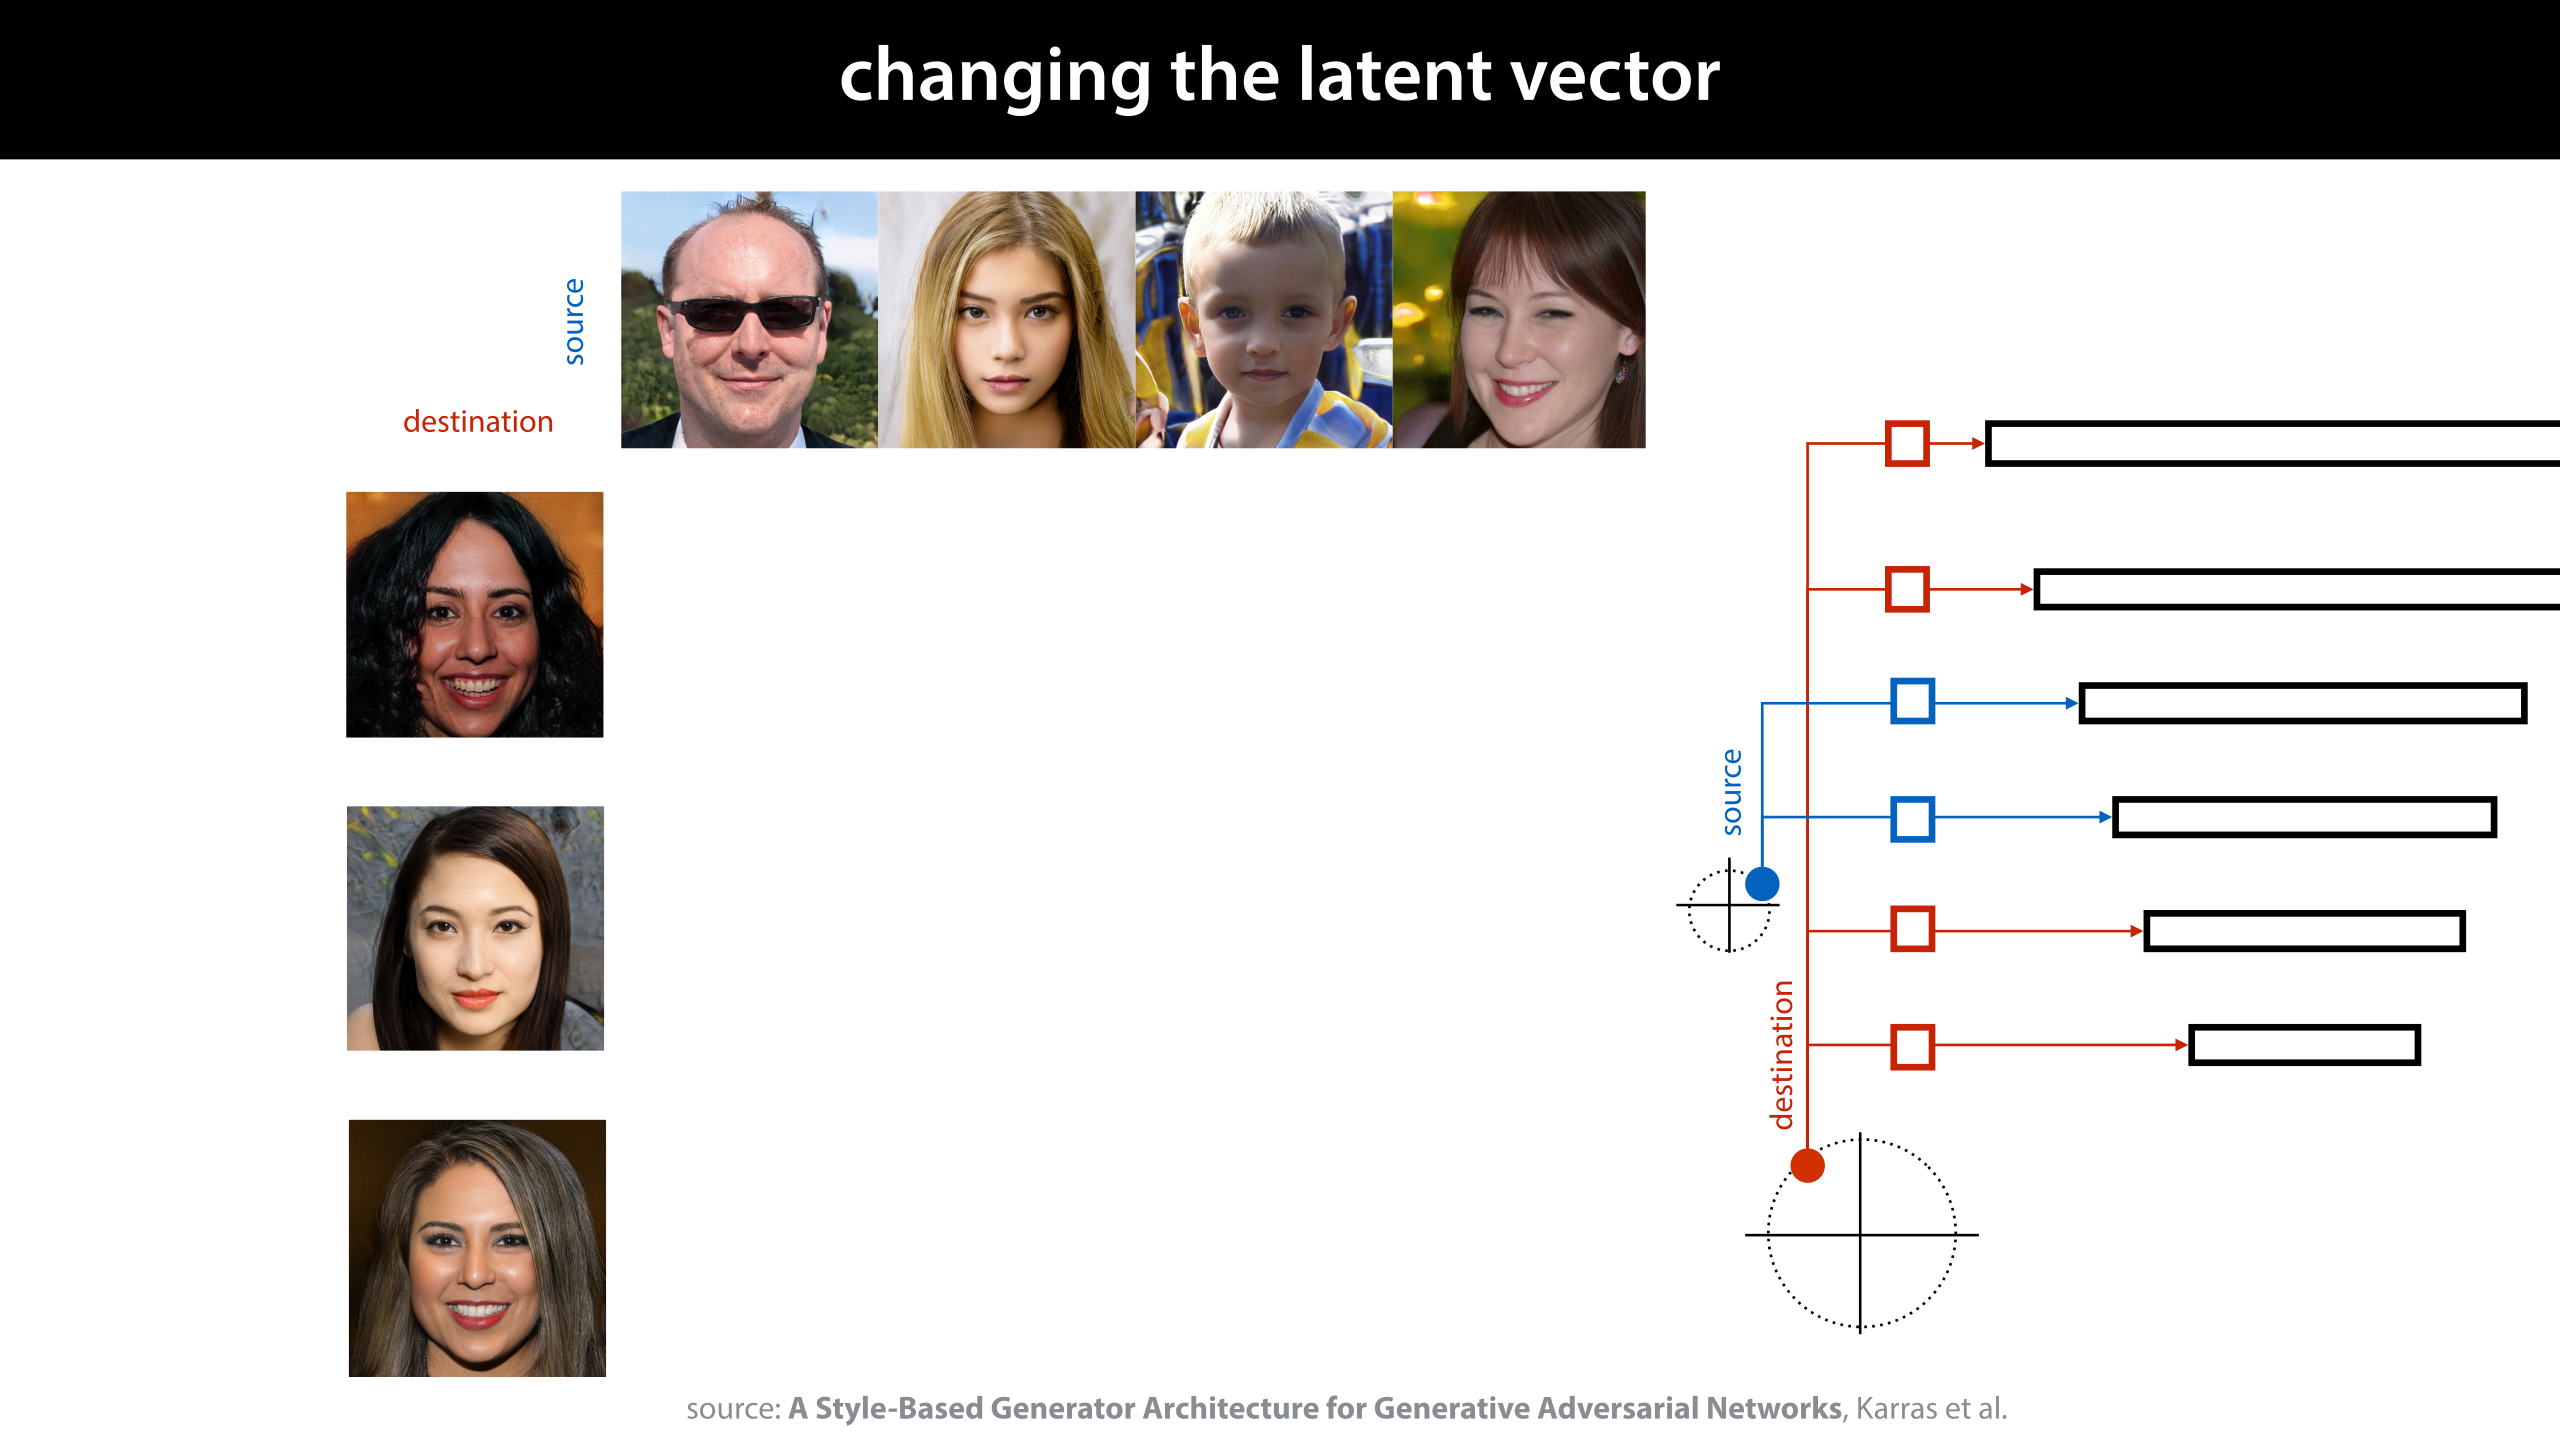 changing the latent vector
source
destination
source
destination
source: A Style-Based Generator Architecture for Generative Adversarial Networks, Karras et al.